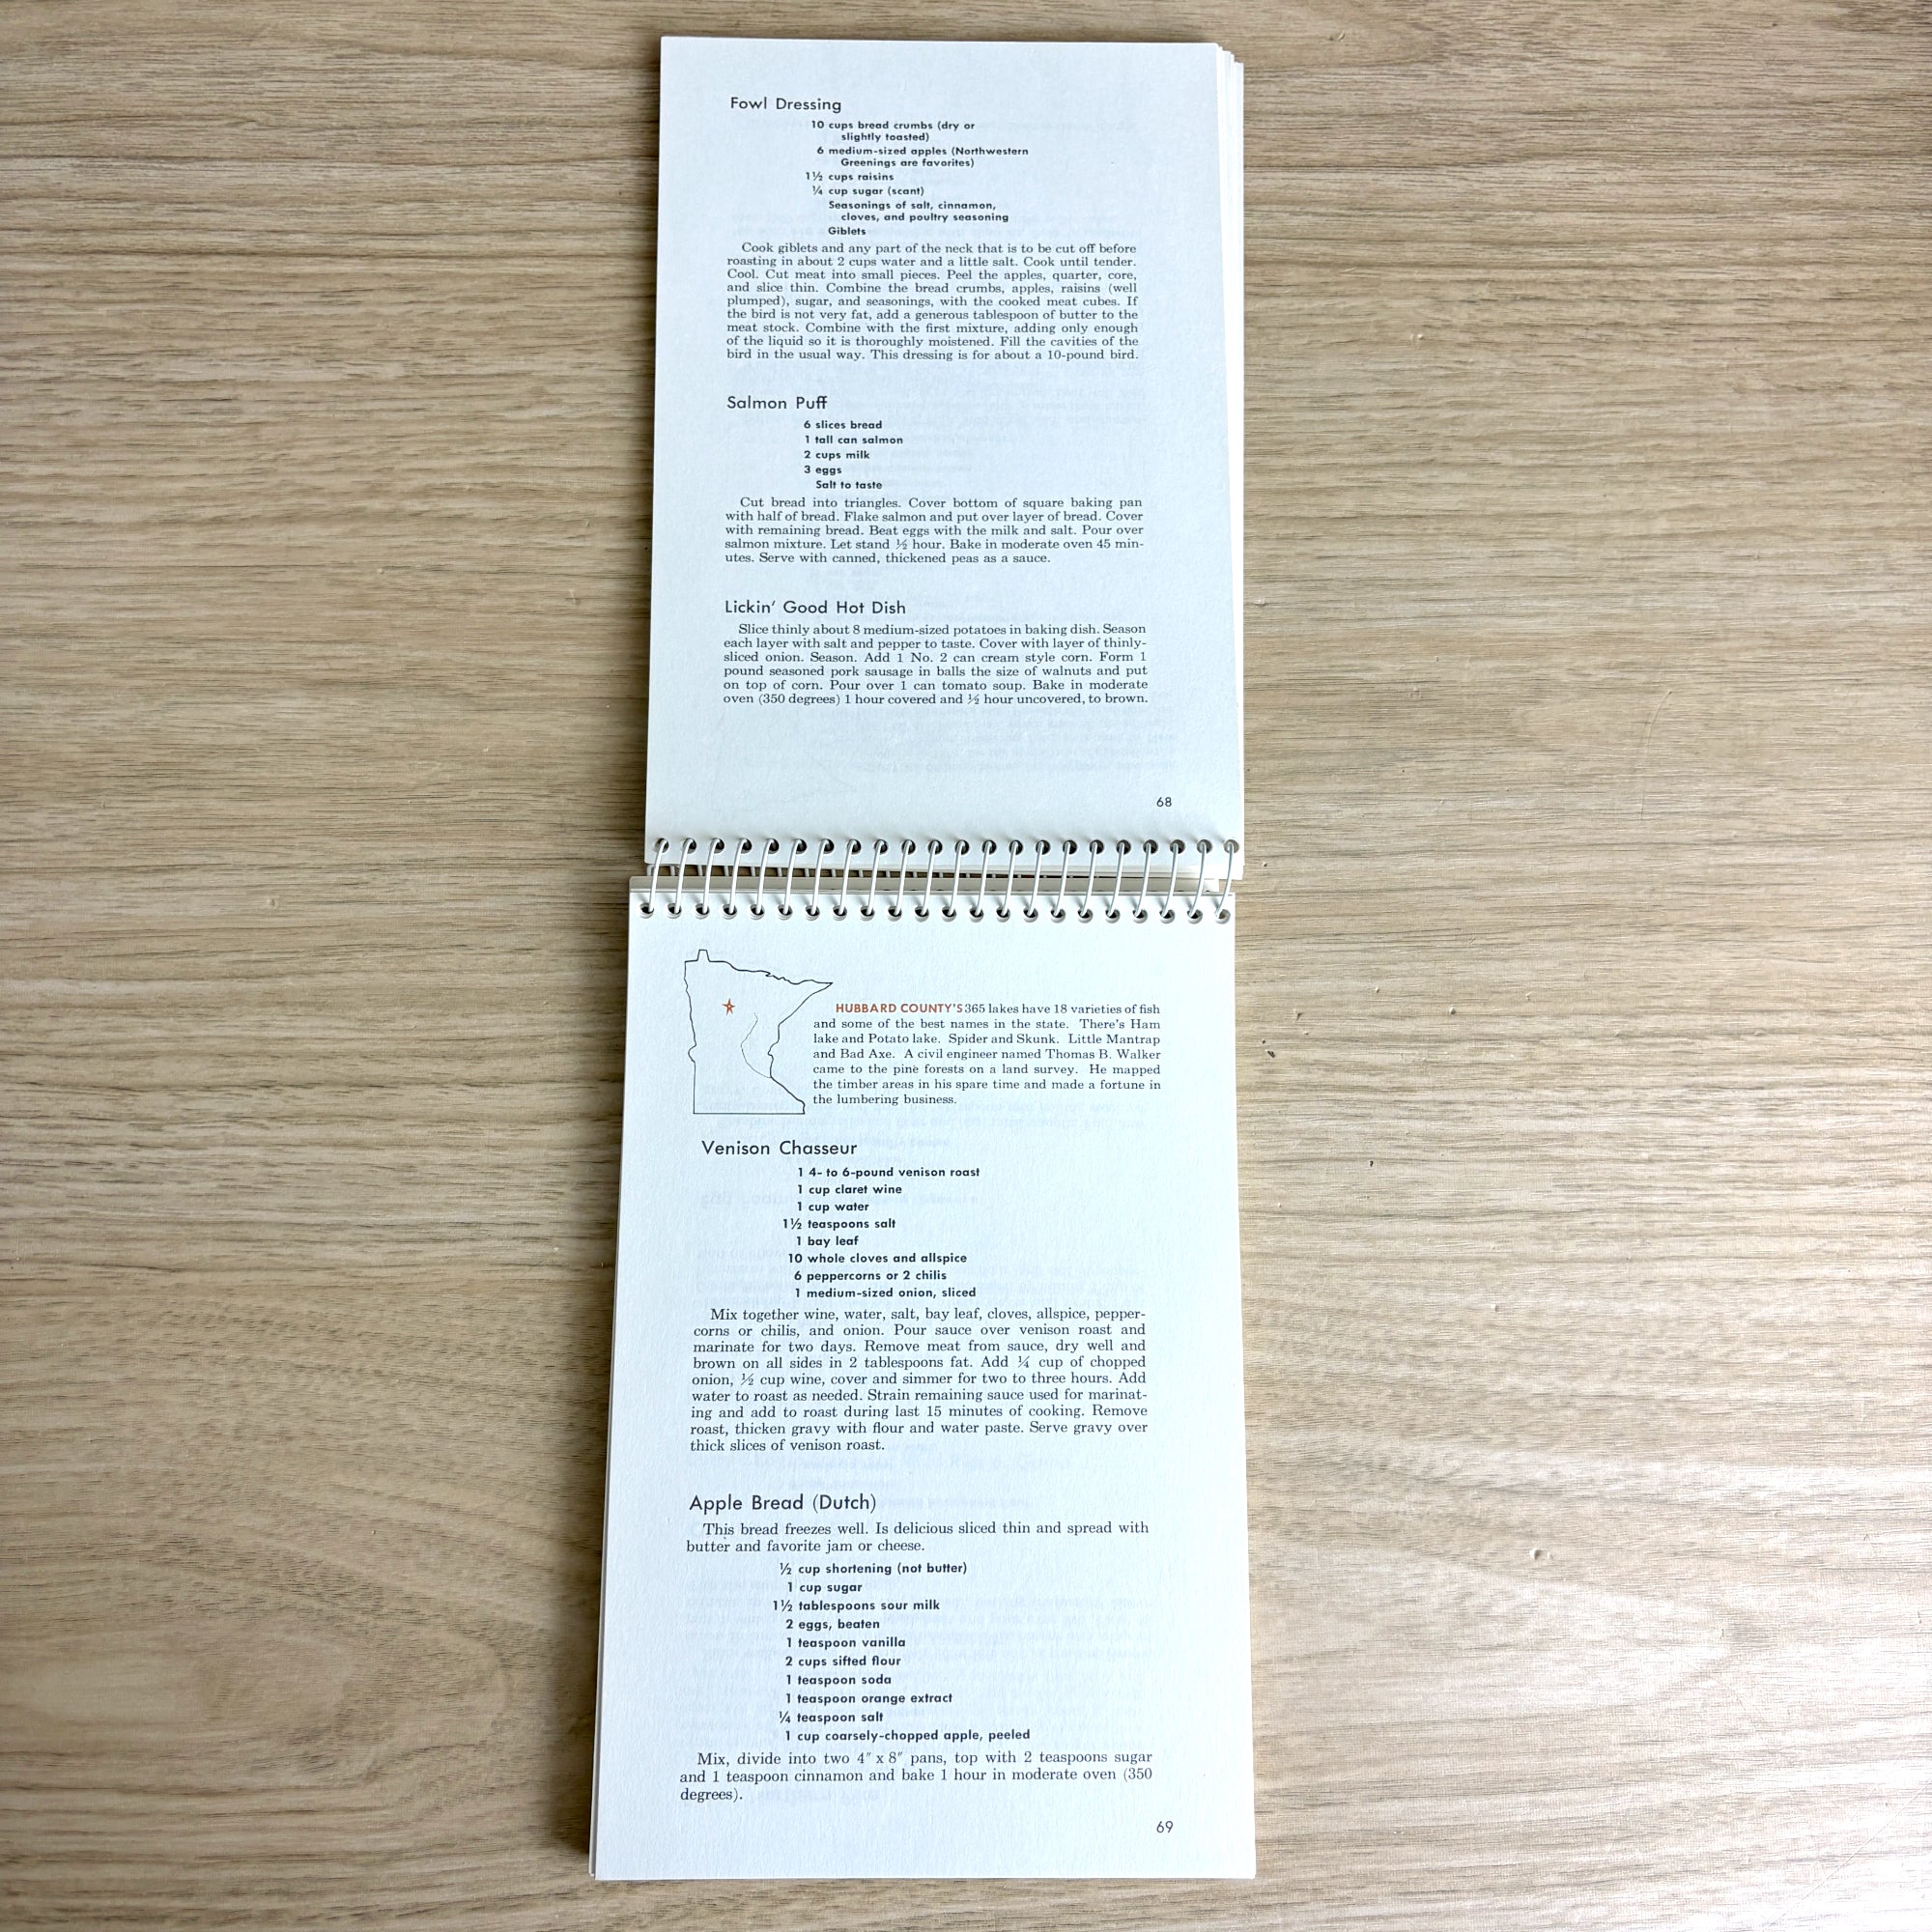 Fowl Dressing
10 cups bread crumbs (dry or
slightly toasted)
6 medium-sized apples (Northwestern
Greenings are favorites)
1½ cups raisins
¼ cup sugar (scant)
Seasonings of salt, cinnamon,
cloves, and poultry seasoning
Giblets
Cook giblets and any part of the neck that is to be cut off before
roasting in about 2 cups water and a little salt. Cook until tender.
Cool. Cut meat into small pieces. Peel the apples, quarter, core,
and slice thin. Combine the bread crumbs, apples, raisins (well
plumped), sugar, and seasonings, with the cooked meat cubes. If
the bird is not very fat, add a generous tablespoon of butter to the
meat stock. Combine with the first mixture, adding only enough
of the liquid so it is thoroughly moistened. Fill the cavities of the
bird in the usual way. This dressing is for about a 10-pound bird.
Salmon Puff
6 slices bread
1 tall can salmon
2 cups milk
3 eggs
Salt to taste
Cut bread into triangles. Cover bottom of square baking pan
with half of bread. Flake salmon and put over layer of bread. Cover
with remaining bread. Beat eggs with the milk and salt. Pour over
salmon mixture. Let stand ½ hour. Bake in moderate oven 45 min-
utes. Serve with canned, thickened peas as a sauce.
Lickin' Good Hot Dish
Slice thinly about 8 medium-sized potatoes in baking dish. Season
each layer with salt and pepper to taste. Cover with layer of thinly-
sliced onion. Season. Add 1 No. 2 can cream style corn. Form 1
pound seasoned pork sausage in balls the size of walnuts and put
on top of corn. Pour over 1 can tomato soup. Bake in moderate
oven (350 degrees) 1 hour covered and ½ hour uncovered, to brown.
68
HUBBARD COUNTY'S 365 lakes have 18 varieties of fish
and some of the best names in the state. There's Ham
lake and Potato lake. Spider and Skunk. Little Mantrap
and Bad Axe. A civil engineer named Thomas B. Walker
came to the pine forests on a land survey. He mapped
the timber areas in his spare time and made a fortune in
the lumbering business.
Venison Chasseur
1 4- to 6-pound venison roast
1 cup claret wine
1 cup water
1½ teaspoons salt
1 bay leaf
10 whole cloves and allspice
6 peppercorns or 2 chilis
1 medium-sized onion, sliced
Mix together wine, water, salt, bay leaf, cloves, allspice, pepper-
corns or chilis, and onion. Pour sauce over venison roast and
marinate for two days. Remove meat from sauce, dry well and
brown on all sides in 2 tablespoons fat. Add ¼ cup of chopped
onion, ½ cup wine, cover and simmer for two to three hours. Add
water to roast as needed. Strain remaining sauce used for marinat-
ing and add to roast during last 15 minutes of cooking. Remove
roast, thicken gravy with flour and water paste. Serve gravy over
thick slices of venison roast.
Apple Bread (Dutch)
This bread freezes well. Is delicious sliced thin and spread with
butter and favorite jam or cheese.
½ cup shortening (not butter)
1 cup sugar
1½ tablespoons sour milk
2 eggs, beaten
1 teaspoon vanilla
2 cups sifted flour
1 teaspoon soda
1 teaspoon orange extract
¼ teaspoon salt
1 cup coarsely-chopped apple, peeled
Mix, divide into two 4″ x 8″ pans, top with 2 teaspoons sugar
and 1 teaspoon cinnamon and bake 1 hour in moderate oven (350
degrees).
69